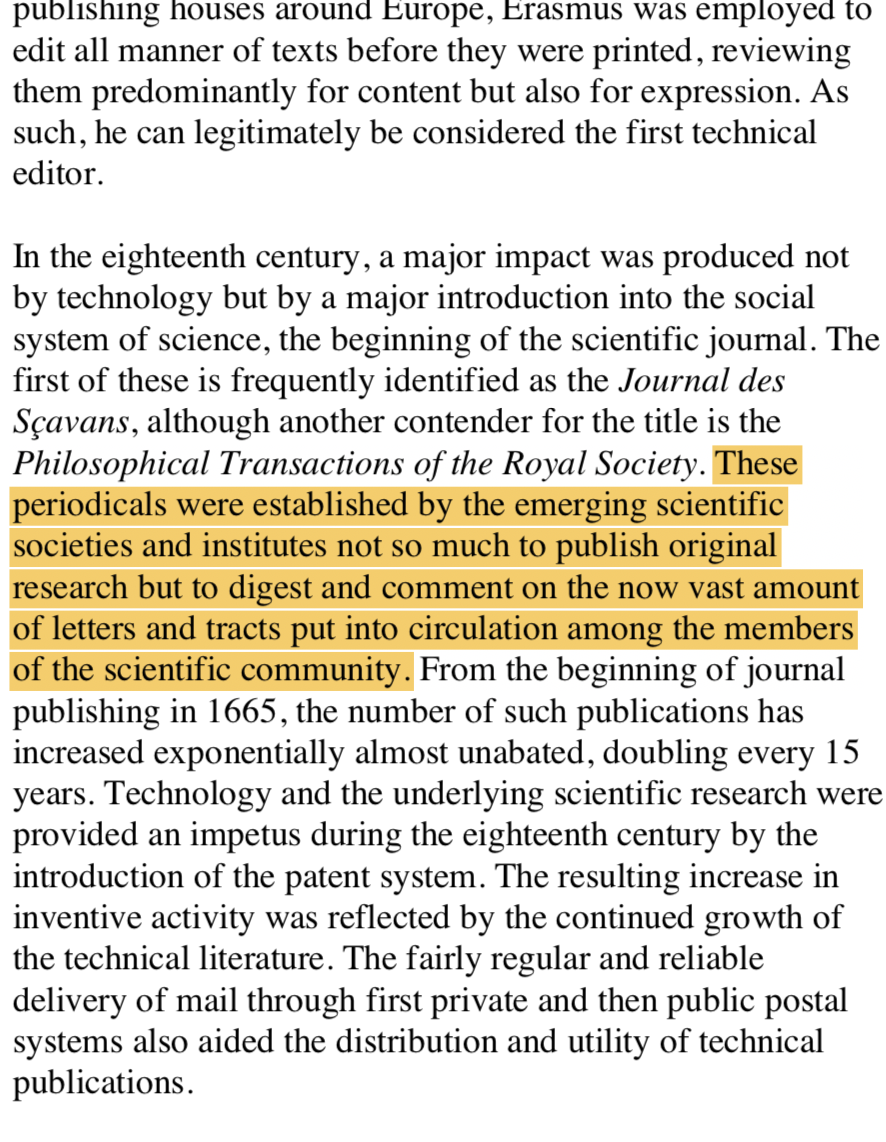 publishing houses around Europe, Erasmus was employed to
edit all manner of texts before they were printed, reviewing
them predominantly for content but also for expression. As
such, he can legitimately be considered the first technical
editor.
In the eighteenth century, a major impact was produced not
by technology but by a major introduction into the social
system of science, the beginning of the scientific journal. The
first of these is frequently identified as the Journal des
Sçavans, although another contender for the title is the
Philosophical Transactions of the Royal Society. These
periodicals were established by the emerging scientific
societies and institutes not so much to publish original
research but to digest and comment on the now vast amount
of letters and tracts put into circulation among the members
of the scientific community. From the beginning of journal
publishing in 1665, the number of such publications has
increased exponentially almost unabated, doubling every 15
years. Technology and the underlying scientific research were
provided an impetus during the eighteenth century by the
introduction of the patent system. The resulting increase in
inventive activity was reflected by the continued growth of
the technical literature. The fairly regular and reliable
delivery of mail through first private and then public postal
systems also aided the distribution and utility of technical
publications.